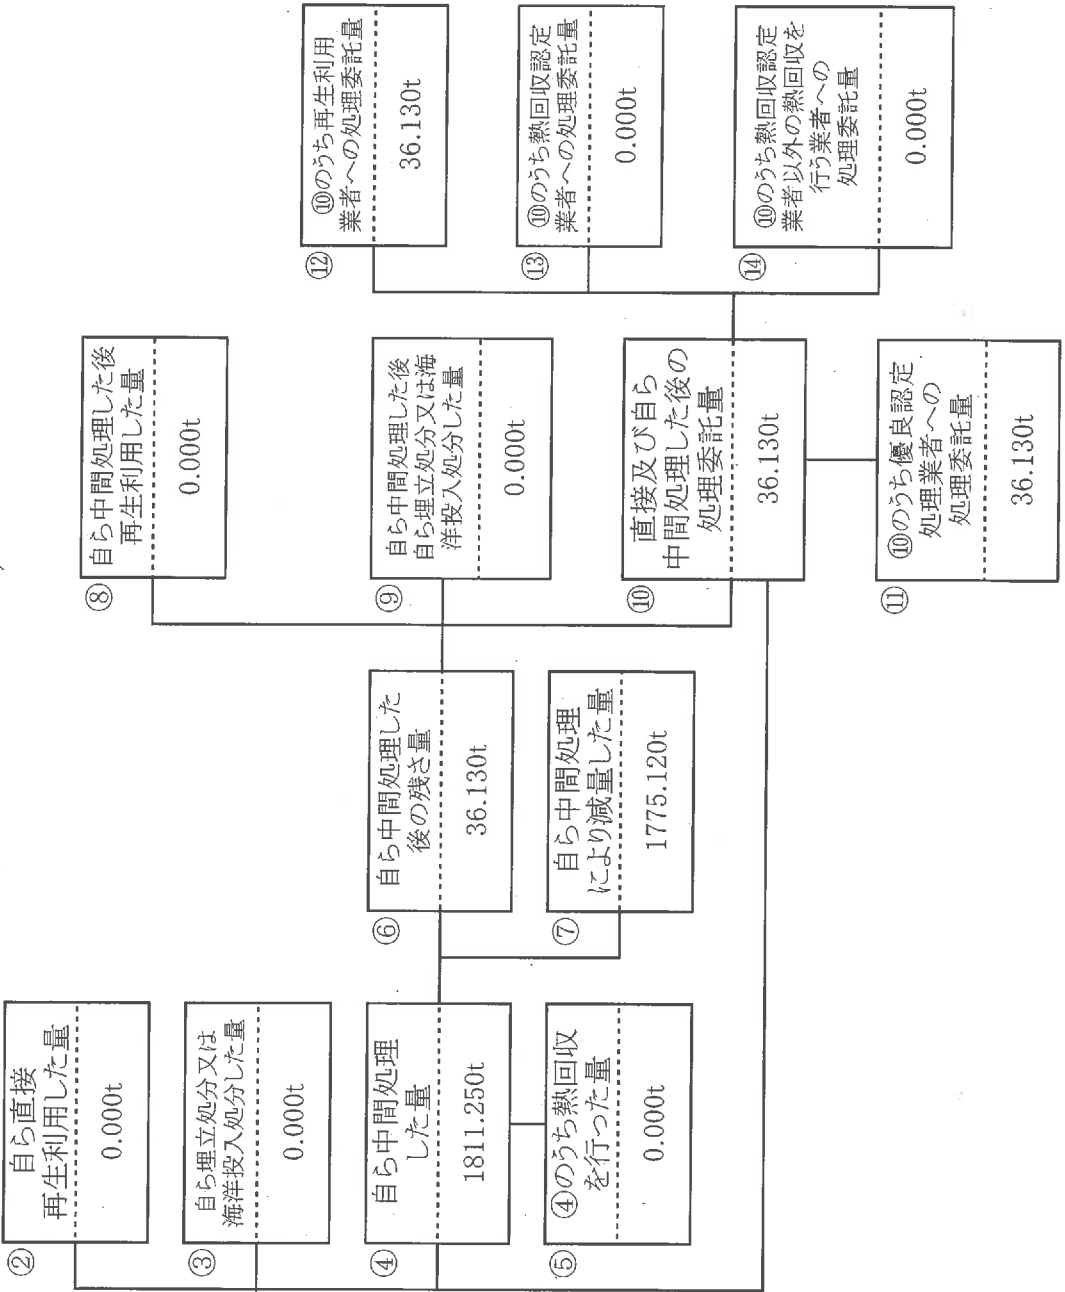 ②
自ら直接
再生利用した量
0.000t
③
自ら埋立処分又は
海洋投入処分した量
0.000t
④
自ら中間処理
した量
1811.250t
⑤
④のうち熱回収
を行った量
0.000t
⑥
自ら中間処理した
後の残さ量
36.130t
⑦
自ら中間処理
により減量した量
1775.120t
⑧
自ら中間処理した後
再生利用した量
0.000t
⑨
自ら中間処理した後
自ら埋立処分又は海
洋投入処分した量
0.000t
⑩
直接及び自ら
中間処理した後の
処理委託量
36.130t
⑪
⑩のうち優良認定
処理業者への
処理委託量
36.130t
⑫
⑩のうち再生利用
業者への処理委託量
36.130t
⑬
⑩のうち熱回収認定
業者への処理委託量
0.000t
⑭
⑩のうち熱回収認定
業者以外の熱回収を
行う業者への
処理委託量
0.000t